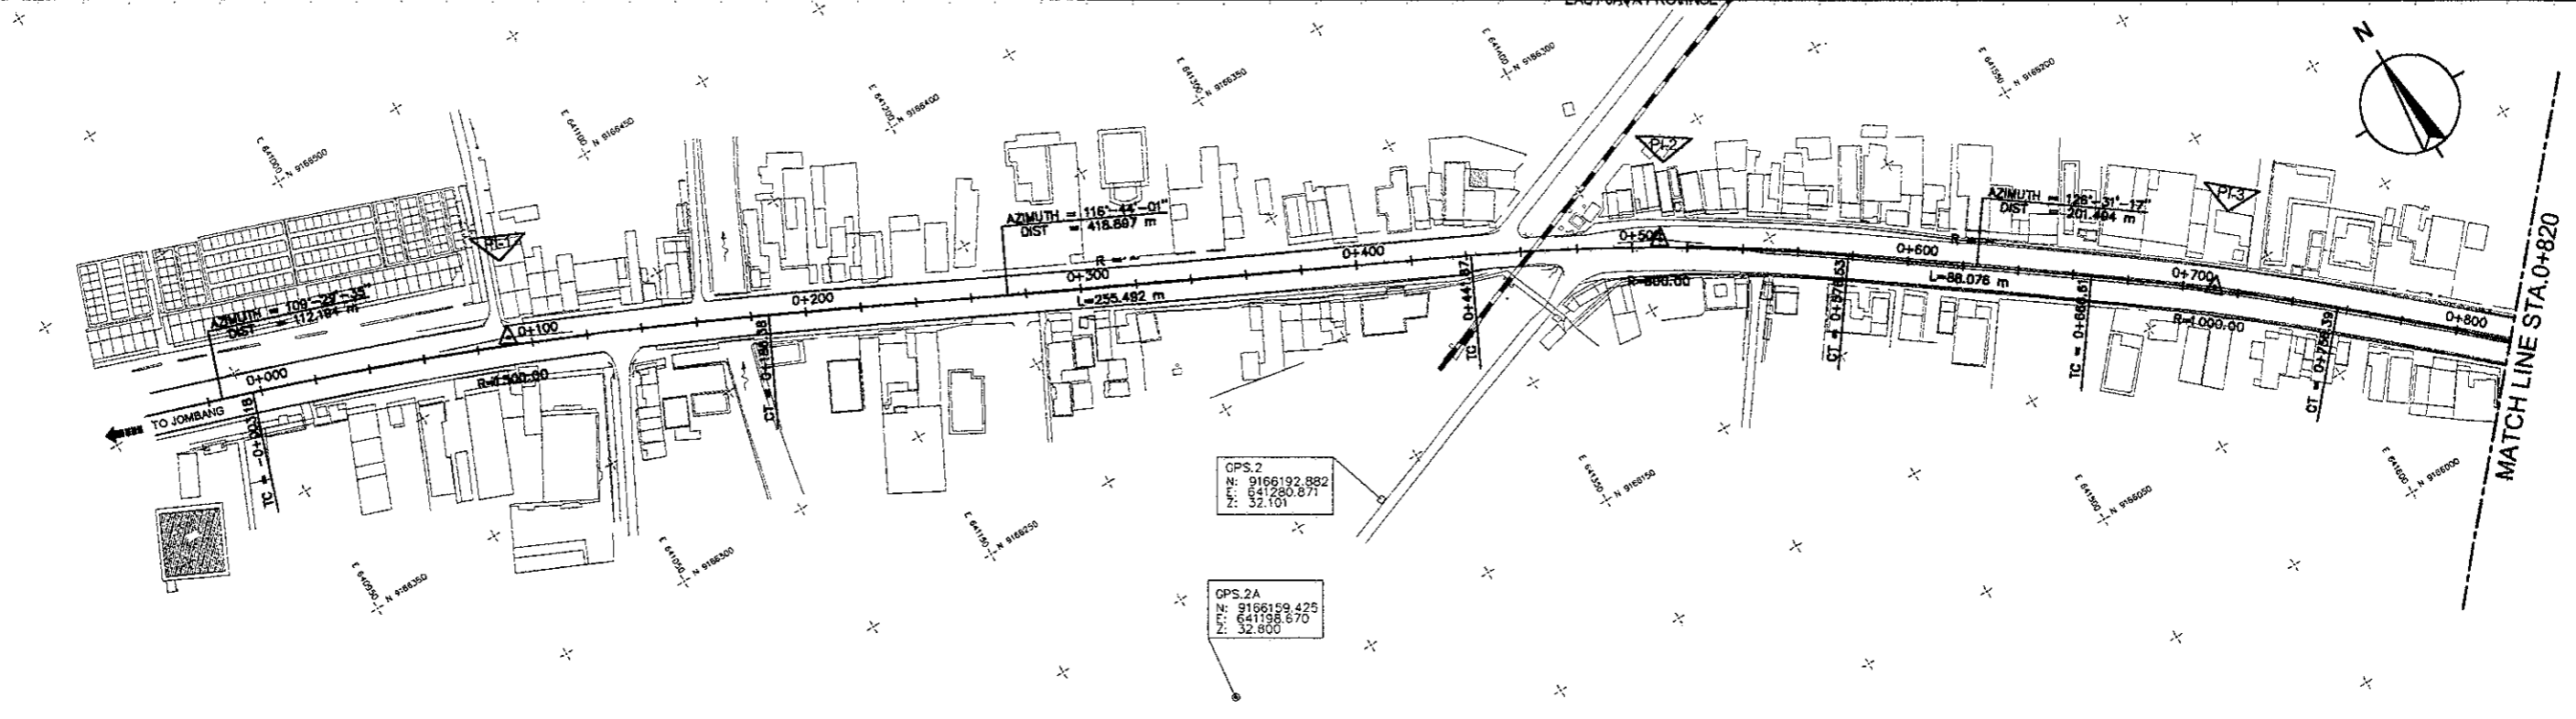 EAST JAVA PROVINCE
N
E 641000
N 9166500
E 641100
N 9166450
E 641200
N 9166400
E 641300
N 9166350
E 641400
N 9166300
E 641550
N 9166200
PI-1
PI-2
PI-3
AZIMUTH = 109°-29'-35"
DIST = 112.194 m
AZIMUTH = 116°-44'-01"
DIST = 418.697 m
AZIMUTH = 126°-31'-17"
DIST = 201.494 m
0+000
0+100
0+200
0+300
0+400
0+500
0+600
0+700
0+800
R = ~
R = ~
L=255.492 m
L=88.076 m
R=1500.00
R=800.00
R=1000.00
TO JOMBANG
TC = -0+003.18
CT = 0+186.38
CT = 0+578.53
TC = 0+666.61
CT = 0+756.39
MATCH LINE STA.0+820
GPS.2
N: 9166192.882
E: 641280.871
Z: 32.101
GPS.2A
N: 9166159.425
E: 641198.670
Z: 32.800
E 640950
N 9166350
E 641050
N 9166300
E 641150
N 9166250
E 641350
N 9166150
E 641500
N 9166050
E 641600
N 9166000